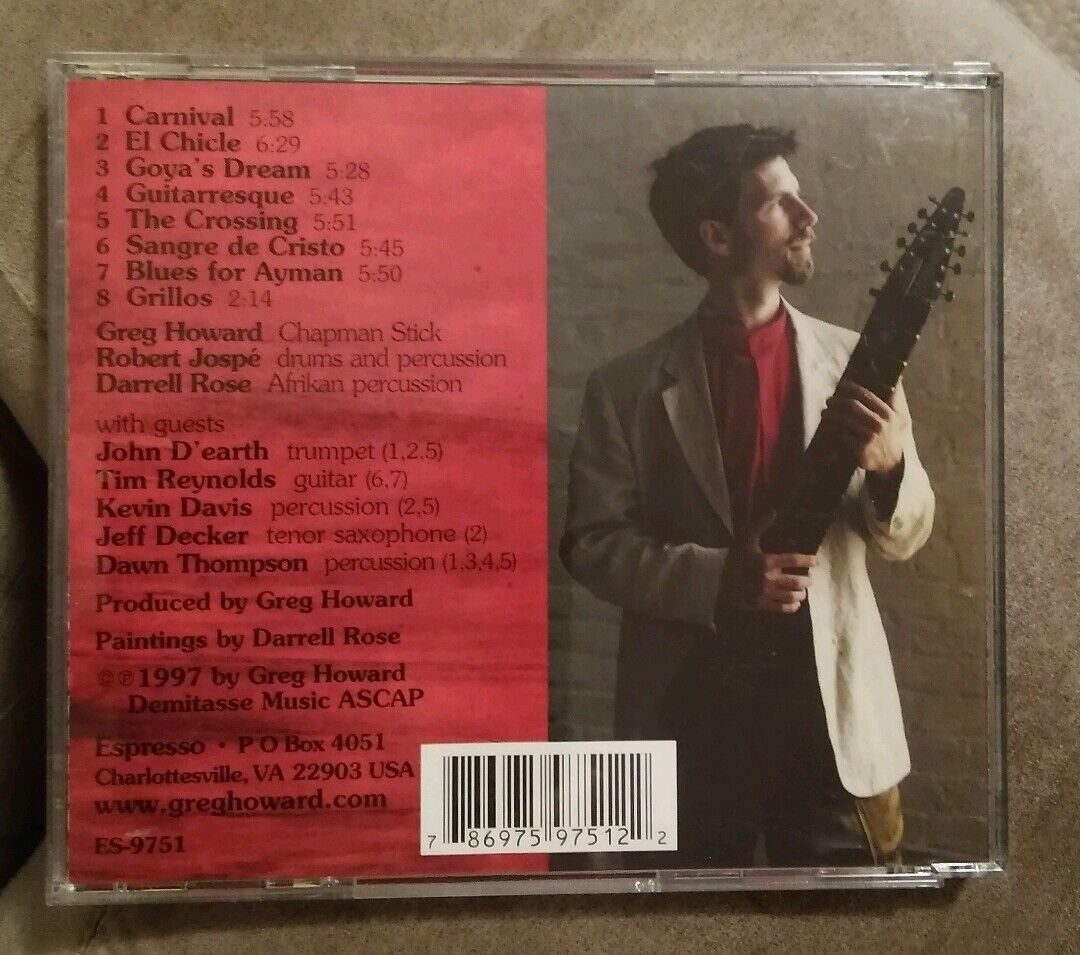 1 Carnival 5:58
2 El Chicle 6:29
3 Goya's Dream 5:28
4 Guitarresque 5:43
5 The Crossing 5:51
6 Sangre de Cristo 5:45
7 Blues for Ayman 5:50
8 Grillos 2:14
Greg Howard Chapman Stick
Robert Jospé drums and percussion
Darrell Rose Afrikan percussion
with guests
John D'earth trumpet (1,2,5)
Tim Reynolds guitar (6,7)
Kevin Davis percussion (2,5)
Jeff Decker tenor saxophone (2)
Dawn Thompson percussion (1,3,4,5)
Produced by Greg Howard
Paintings by Darrell Rose
©℗1997 by Greg Howard
Demitasse Music ASCAP
Espresso • P O Box 4051
Charlottesville, VA 22903 USA
www.greghoward.com
ES-9751
7 86975 97512 2